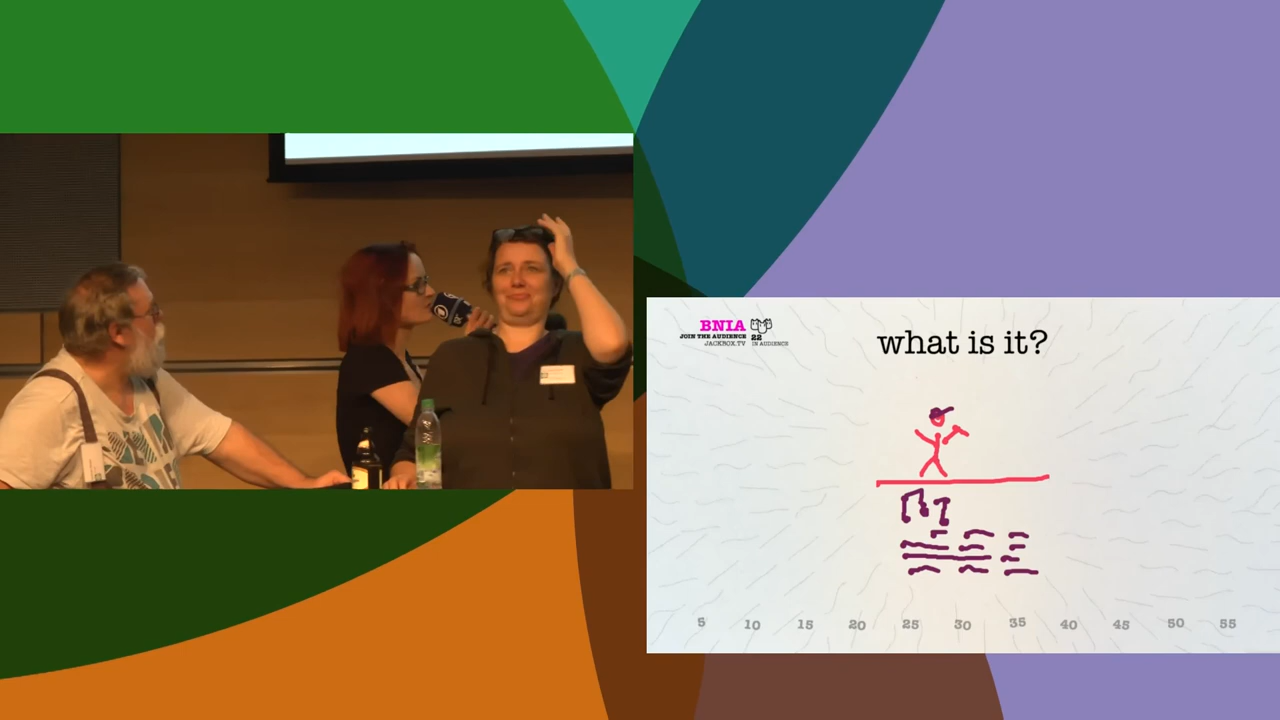 BNIA
JOIN THE AUDIENCE
JACKBOX.TV
22
IN AUDIENCE
what is it?
5 10 15 20 25 30 35 40 45 50 55